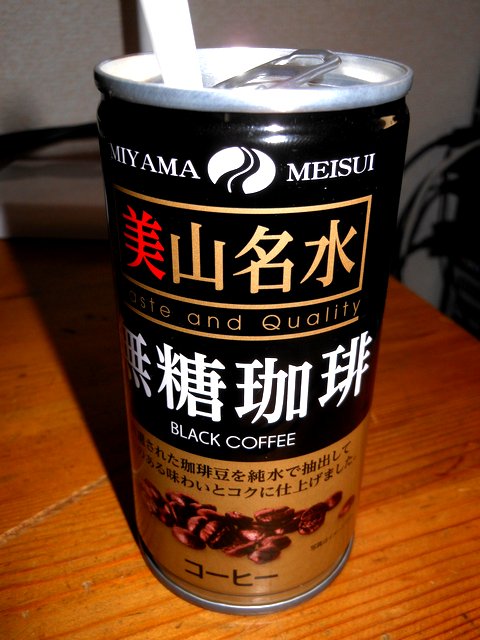 MIYAMA MEISUI
美山名水
Taste and Quality
無糖珈琲
BLACK COFFEE
された珈琲豆を純水で抽出して
のある味わいとコクに仕上げました。
コーヒー